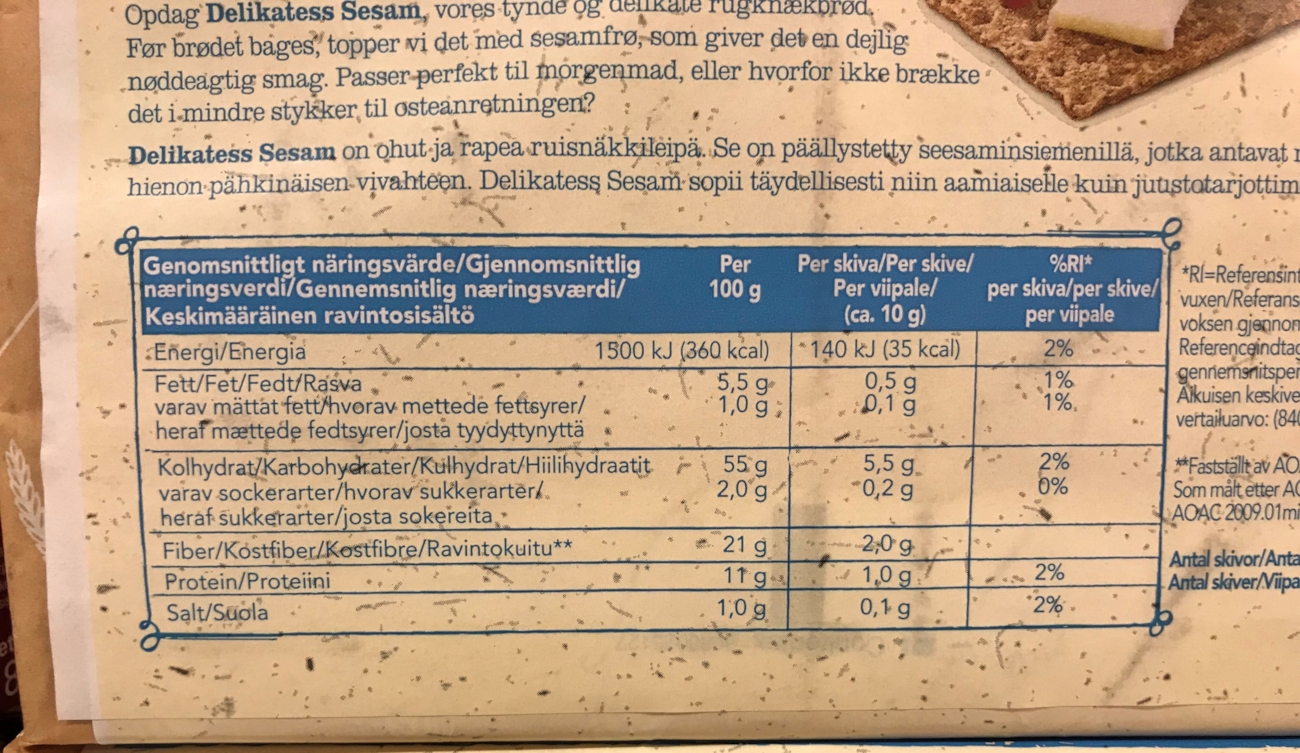 Opdag Delikatess Sesam, vores tynde og delikate rugknækbrød.
Før brødet bages, topper vi det med sesamfrø, som giver det en dejlig
nøddeagtig smag. Passer perfekt til morgenmad, eller hvorfor ikke brække
det i mindre stykker til osteanretningen?
Delikatess Sesam on ohut ja rapea ruisnäkkileipä. Se on päällystetty seesaminsiemenillä, jotka antavat
hienon pähkinäisen vivahteen. Delikatess Sesam sopii täydellisesti niin aamiaiselle kuin juustotarjottim
Genomsnittligt näringsvärde/Gjennomsnittlig
næringsverdi/Gennemsnitlig næringsværdi/
Keskimääräinen ravintosisältö
Per
100 g
Per skiva/Per skive/
Per viipale/
(ca. 10 g)
%RI*
per skiva/per skive/
per viipale
Energi/Energia 1500 kJ (360 kcal) 140 kJ (35 kcal) 2%
Fett/Fet/Fedt/Rasva 5,5 g 0,5 g 1%
varav mättat fett/hvorav mettede fettsyrer/ 1,0 g 0,1 g 1%
heraf mættede fedtsyrer/josta tyydyttynyttä
Kolhydrat/Karbohydrater/Kulhydrat/Hiilihydraatit 55 g 5,5 g 2%
varav sockerarter/hvorav sukkerarter/ 2,0 g 0,2 g 0%
heraf sukkerarter/josta sokereita
Fiber/Kostfiber/Kostfibre/Ravintokuitu** 21 g 2,0 g
Protein/Proteiini 11 g 1,0 g 2%
Salt/Suola 1,0 g 0,1 g 2%
*RI=Referensint
vuxen/Referans
voksen gjennom
Referenceindtag
gennemsnitsper
Aikuisen keskive
vertailuarvo: (840
**Fastställt av AO
Som målt etter AO
AOAC 2009.01
Antal skivor/Anta
Antal skiver/Viipa